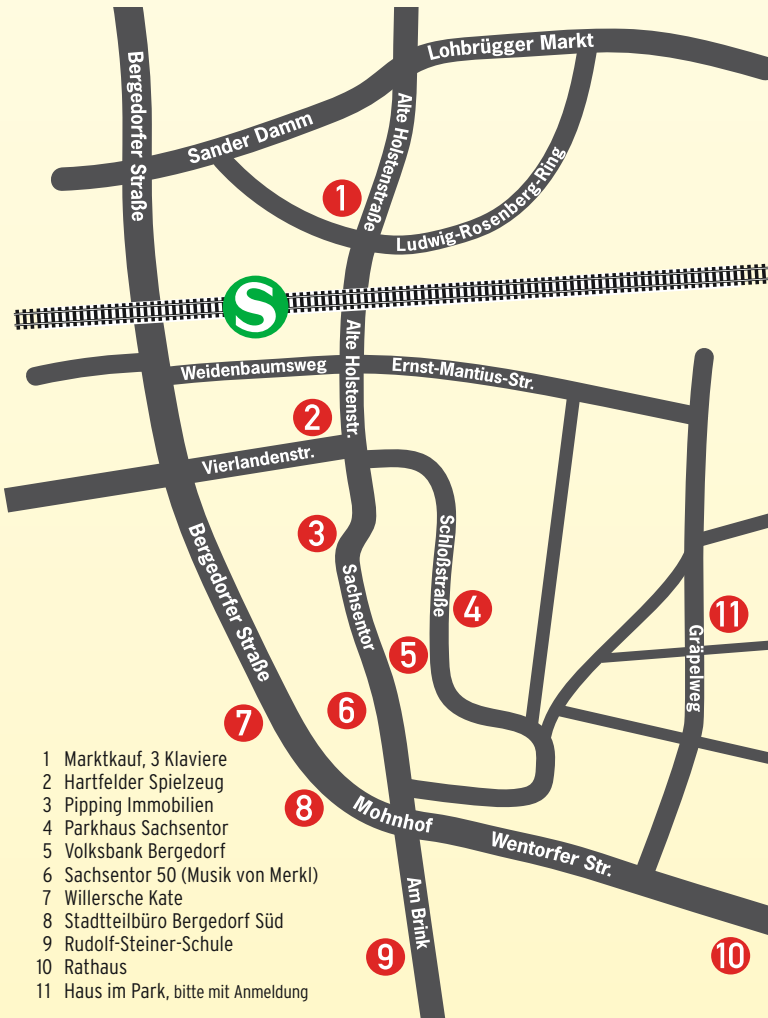 Lohbrügger Markt
Bergedorfer Straße
Sander Damm
Alte Holstenstraße
1
Ludwig-Rosenberg-Ring
S
Alte Holstenstr.
Weidenbaumsweg
Ernst-Mantius-Str.
2
Vierlandenstr.
3
Schloßstraße
Bergedorfer Straße
Sachsentor
4
11
5
Gräpelweg
6
7
8
Mohnhof
Wentorfer Str.
Am Brink
9
10
1 Marktkauf, 3 Klaviere
2 Hartfelder Spielzeug
3 Pipping Immobilien
4 Parkhaus Sachsentor
5 Volksbank Bergedorf
6 Sachsentor 50 (Musik von Merkl)
7 Willersche Kate
8 Stadtteilbüro Bergedorf Süd
9 Rudolf-Steiner-Schule
10 Rathaus
11 Haus im Park, bitte mit Anmeldung